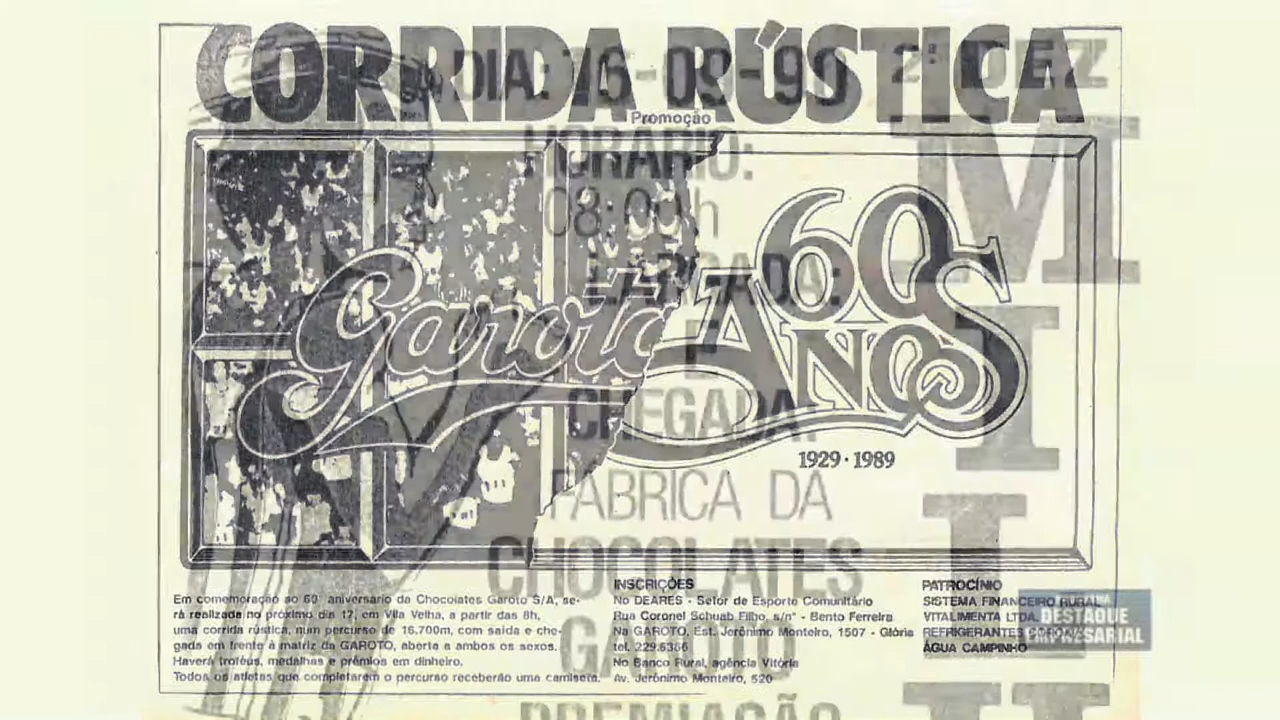 CORRIDA RÚSTICA
Promoção
Garoto 60 ANOS
1929 · 1989
Em comemoração ao 60º aniversário da Chocolates Garoto S/A, se-
rá realizada no próximo dia 17, em Vila Velha, a partir das 8h,
uma corrida rústica, num percurso de 16.700m, com saída e che-
gada em frente à matriz da GAROTO, aberta a ambos os sexos.
Haverá troféus, medalhas e prêmios em dinheiro.
Todos os atletas que completarem o percurso receberão uma camiseta.
INSCRIÇÕES
No DEARES - Setor de Esporte Comunitário
Rua Coronel Schuab Filho, s/nº - Bento Ferreira
Na GAROTO, Est. Jerônimo Monteiro, 1507 - Glória
tel. 229.6366
No Banco Rural, agência Vitória
Av. Jerônimo Monteiro, 520
PATROCÍNIO
SISTEMA FINANCEIRO RURAL
VITALIMENTA LTDA.
REFRIGERANTES
ÁGUA CAMPINHO
DIA: 16-09-90
HORÁRIO:
08:00h
LARGADA:
E
CHEGADA:
FÁBRICA DA
CHOCOLATES
GAROTO
PREMIAÇÃO
2ª DEZ
M
I
L
H
DESTAQUE
EMPRESARIAL